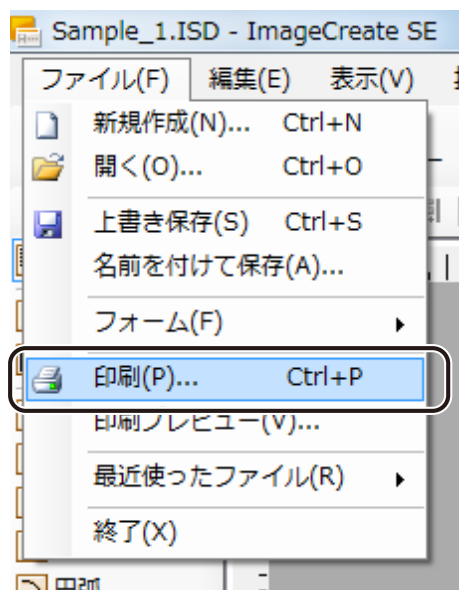 Sample_1.ISD - ImageCreate SE
ファイル(F) 編集(E) 表示(V)
新規作成(N)... Ctrl+N
開く(O)... Ctrl+O
上書き保存(S) Ctrl+S
名前を付けて保存(A)...
フォーム(F)
印刷(P)... Ctrl+P
印刷プレビュー(V)...
最近使ったファイル(R)
終了(X)
円弧